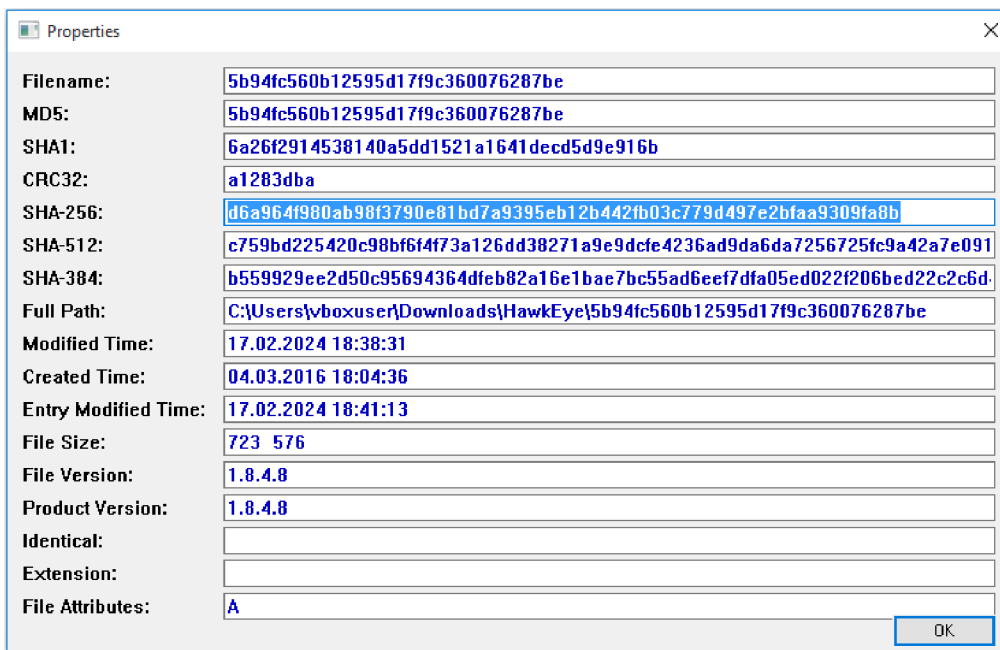 Properties
Filename: 5b94fc560b12595d17f9c360076287be
MD5: 5b94fc560b12595d17f9c360076287be
SHA1: 6a26f2914538140a5dd1521a1641decd5d9e916b
CRC32: a1283dba
SHA-256: d6a964f980ab98f3790e81bd7a9395eb12b442fb03c779d497e2bfaa9309fa8b
SHA-512: c759bd225420c98bf6f4f73a126dd38271a9e9dcfe4236ad9da6da7256725fc9a42a7e091
SHA-384: b559929ee2d50c95694364dfeb82a16e1bae7bc55ad6eef7dfa05ed022f206bed22c2c6d
Full Path: C:\Users\vboxuser\Downloads\HawkEye\5b94fc560b12595d17f9c360076287be
Modified Time: 17.02.2024 18:38:31
Created Time: 04.03.2016 18:04:36
Entry Modified Time: 17.02.2024 18:41:13
File Size: 723 576
File Version: 1.8.4.8
Product Version: 1.8.4.8
Identical:
Extension:
File Attributes: A
OK